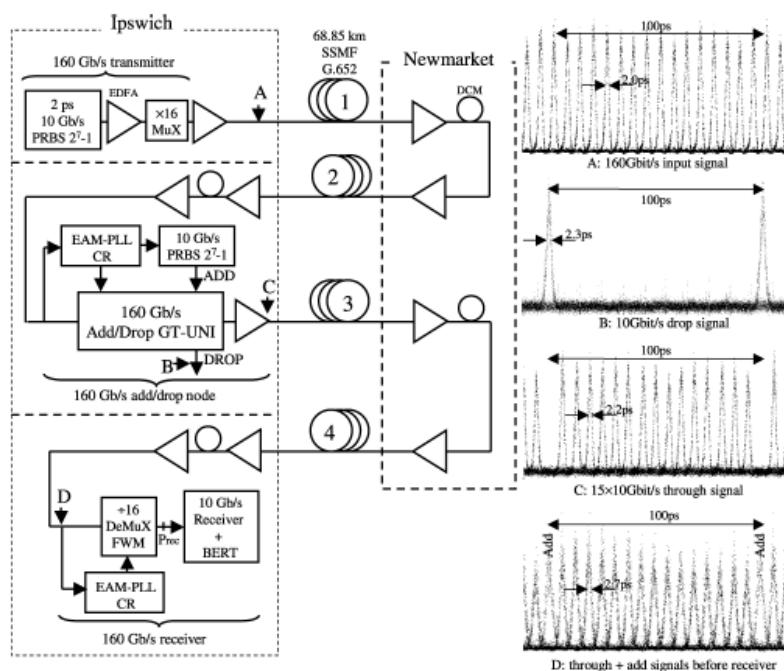 Ipswich
160 Gb/s transmitter
2 ps
10 Gb/s
PRBS 2⁷-1
EDFA
×16
MuX
A
68.85 km
SSMF
G.652
1
Newmarket
DCM
2
EAM-PLL
CR
10 Gb/s
PRBS 2⁷-1
ADD
160 Gb/s
Add/Drop GT-UNI
C
3
B
DROP
160 Gb/s add/drop node
4
D
÷16
DeMuX
FWM
Prec
10 Gb/s
Receiver
+
BERT
EAM-PLL
CR
160 Gb/s receiver
100ps
2.0ps
A: 160Gbit/s input signal
100ps
2.3ps
B: 10Gbit/s drop signal
100ps
2.2ps
C: 15×10Gbit/s through signal
100ps
Add
Add
2.7ps
D: through + add signals before receiver